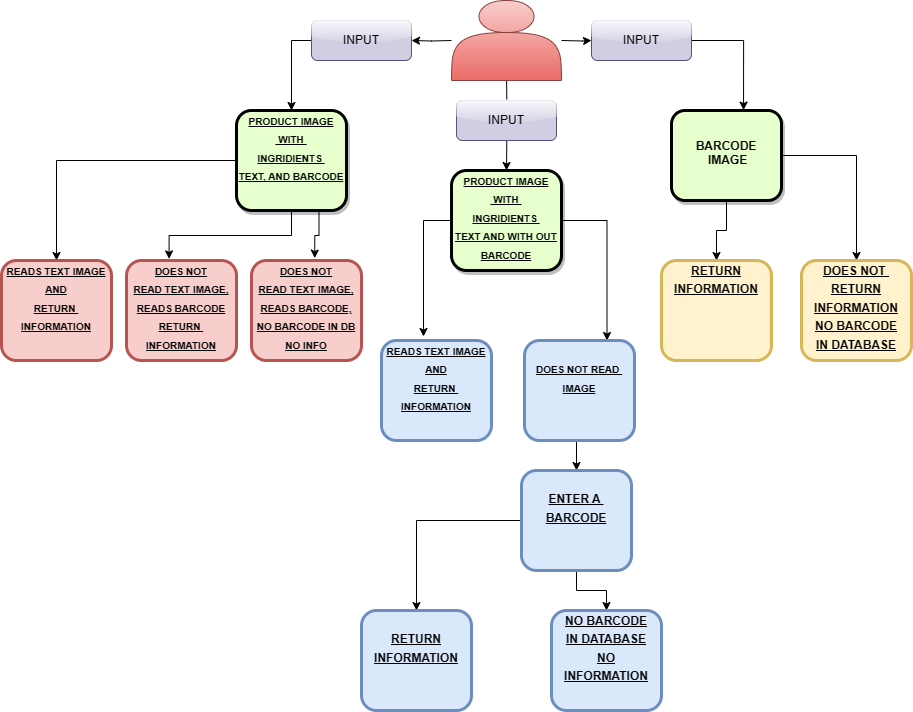 INPUT
INPUT
INPUT
PRODUCT IMAGE
WITH
INGRIDIENTS
TEXT, AND BARCODE
BARCODE
IMAGE
PRODUCT IMAGE
WITH
INGRIDIENTS
TEXT AND WITH OUT
BARCODE
READS TEXT IMAGE
AND
RETURN
INFORMATION
DOES NOT
READ TEXT IMAGE,
READS BARCODE
RETURN
INFORMATION
DOES NOT
READ TEXT IMAGE,
READS BARCODE,
NO BARCODE IN DB
NO INFO
RETURN
INFORMATION
DOES NOT
RETURN
INFORMATION
NO BARCODE
IN DATABASE
READS TEXT IMAGE
AND
RETURN
INFORMATION
DOES NOT READ
IMAGE
ENTER A
BARCODE
RETURN
INFORMATION
NO BARCODE
IN DATABASE
NO
INFORMATION